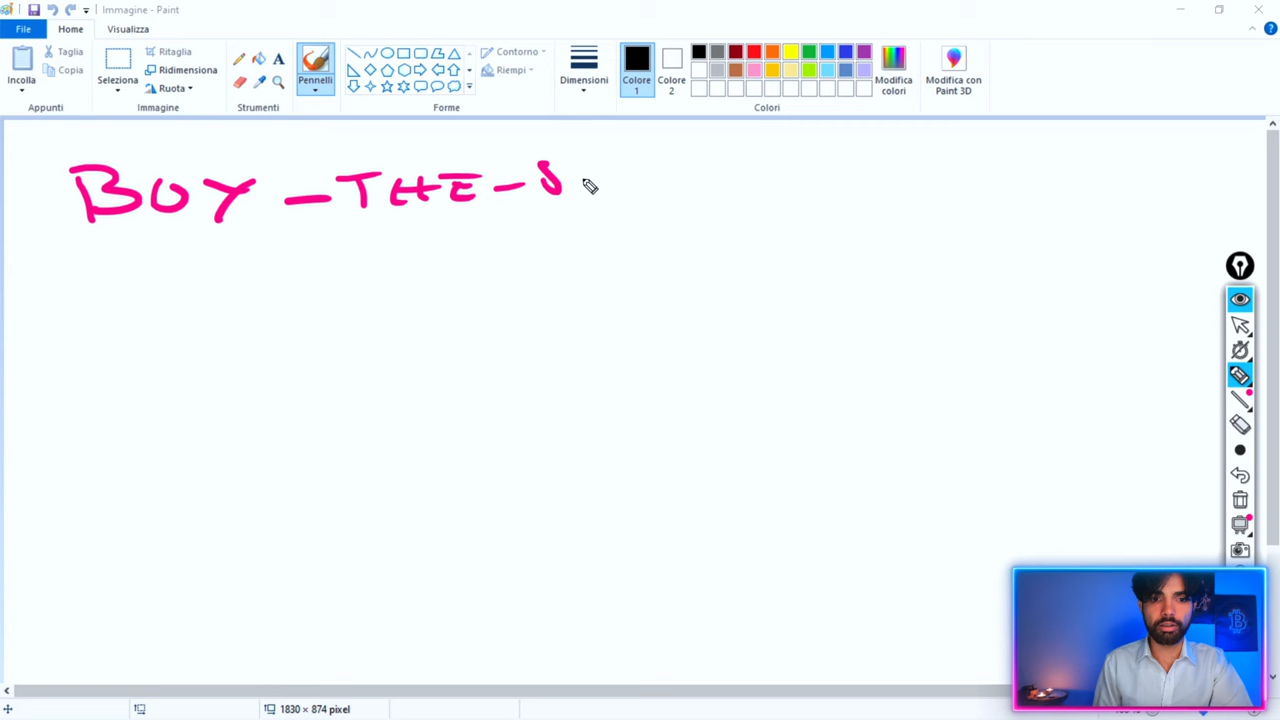 Immagine - Paint
File Home Visualizza
Incolla Taglia Copia Seleziona Ritaglia Ridimensiona Ruota Pennelli Contorno Riempi Dimensioni Colore 1 Colore 2 Modifica colori Modifica con Paint 3D
Appunti Immagine Strumenti Forme Colori
BUY - THE -
1830 × 874 pixel